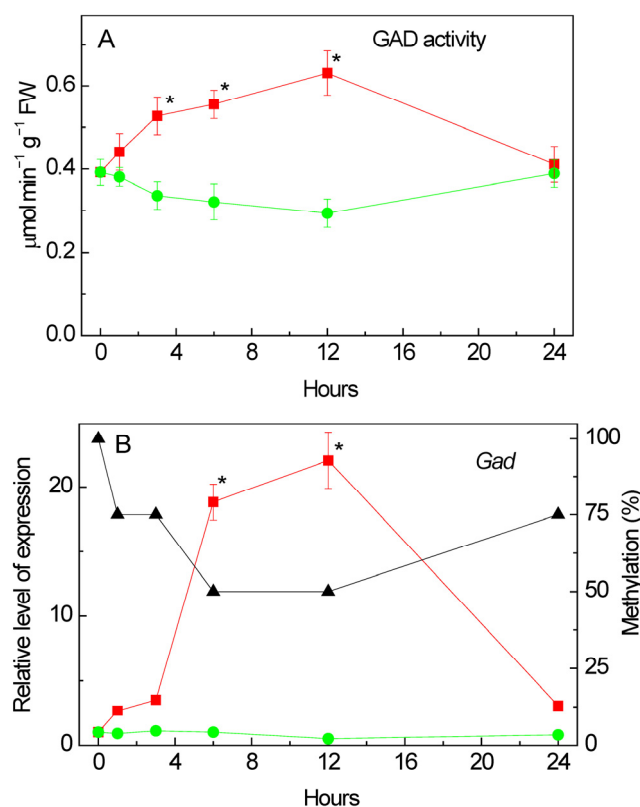 A
GAD activity
*
*
*
μmol min⁻¹ g⁻¹ FW
0.6
0.4
0.2
0.0
0 4 8 12 16 20 24
Hours
B
Gad
*
*
Relative level of expression
20
10
0
Methylation (%)
100
75
50
25
0
0 4 8 12 16 20 24
Hours